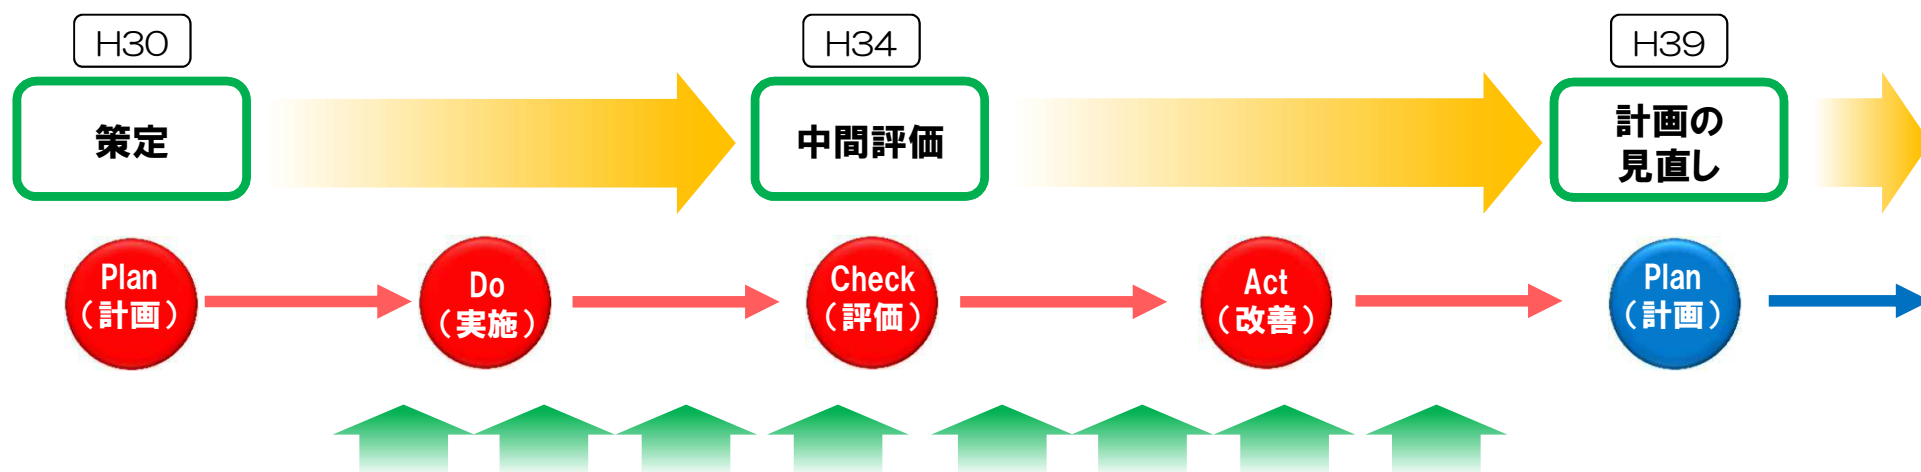 H30
H34
H39
策定
中間評価
計画の
見直し
Plan
（計画）
Do
（実施）
Check
（評価）
Act
（改善）
Plan
（計画）